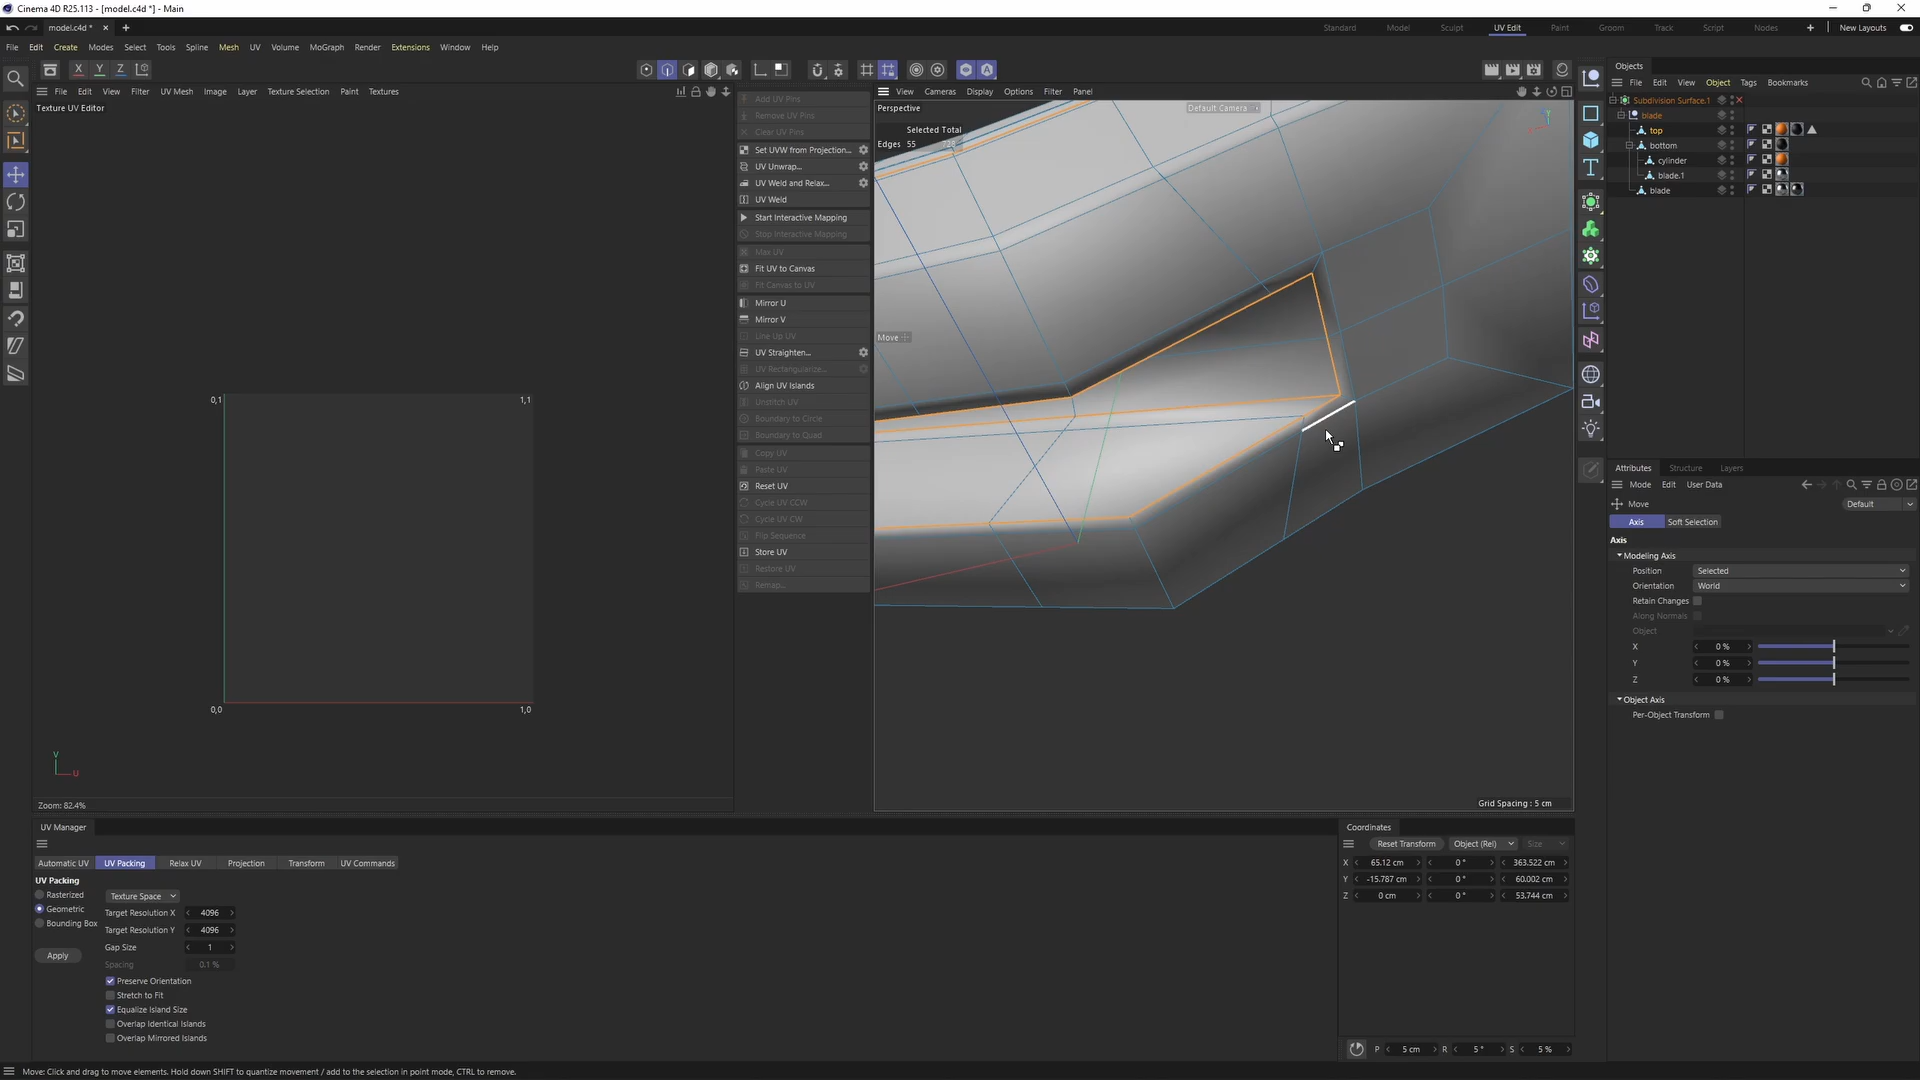 Cinema 4D R25.113 - [model.c4d *] - Main
model.c4d *
Standard Model Sculpt UV Edit Paint Groom Track Script Nodes New Layouts
File Edit Create Modes Select Tools Spline Mesh UV Volume MoGraph Render Extensions Window Help
X Y Z
File Edit View Filter UV Mesh Image Layer Texture Selection Paint Textures
Texture UV Editor
0,1 1,1
0,0 1,0
V
U
Zoom: 82.4%
Add UV Pins
Remove UV Pins
Clear UV Pins
Set UVW from Projection...
UV Unwrap...
UV Weld and Relax...
UV Weld
Start Interactive Mapping
Stop Interactive Mapping
Max UV
Fit UV to Canvas
Fit Canvas to UV
Mirror U
Mirror V
Line Up UV
UV Straighten...
UV Rectangularize...
Align UV Islands
Unstitch UV
Boundary to Circle
Boundary to Quad
Copy UV
Paste UV
Reset UV
Cycle UV CCW
Cycle UV CW
Flip Sequence
Store UV
Restore UV
Remap...
View Cameras Display Options Filter Panel
Perspective
Default Camera
Selected Total
Edges 55
Move
Grid Spacing : 5 cm
Objects
File Edit View Object Tags Bookmarks
Subdivision Surface.1
blade
top
bottom
cylinder
blade.1
blade
Attributes Structure Layers
Mode Edit User Data
Move Default
Axis Soft Selection
Axis
Modeling Axis
Position Selected
Orientation World
Retain Changes
Along Normals
Object
X 0 %
Y 0 %
Z 0 %
Object Axis
Per-Object Transform
UV Manager
Automatic UV UV Packing Relax UV Projection Transform UV Commands
UV Packing
Rasterized
Geometric
Bounding Box
Apply
Texture Space
Target Resolution X 4096
Target Resolution Y 4096
Gap Size 1
Spacing 0.1 %
Preserve Orientation
Stretch to Fit
Equalize Island Size
Overlap Identical Islands
Overlap Mirrored Islands
Coordinates
Reset Transform Object (Rel) Size
X 65.12 cm 0 ° 363.522 cm
Y -15.787 cm 0 ° 60.002 cm
Z 0 cm 0 ° 53.744 cm
P 5 cm R 5 ° S 5 %
Move: Click and drag to move elements. Hold down SHIFT to quantize movement / add to the selection in point mode, CTRL to remove.